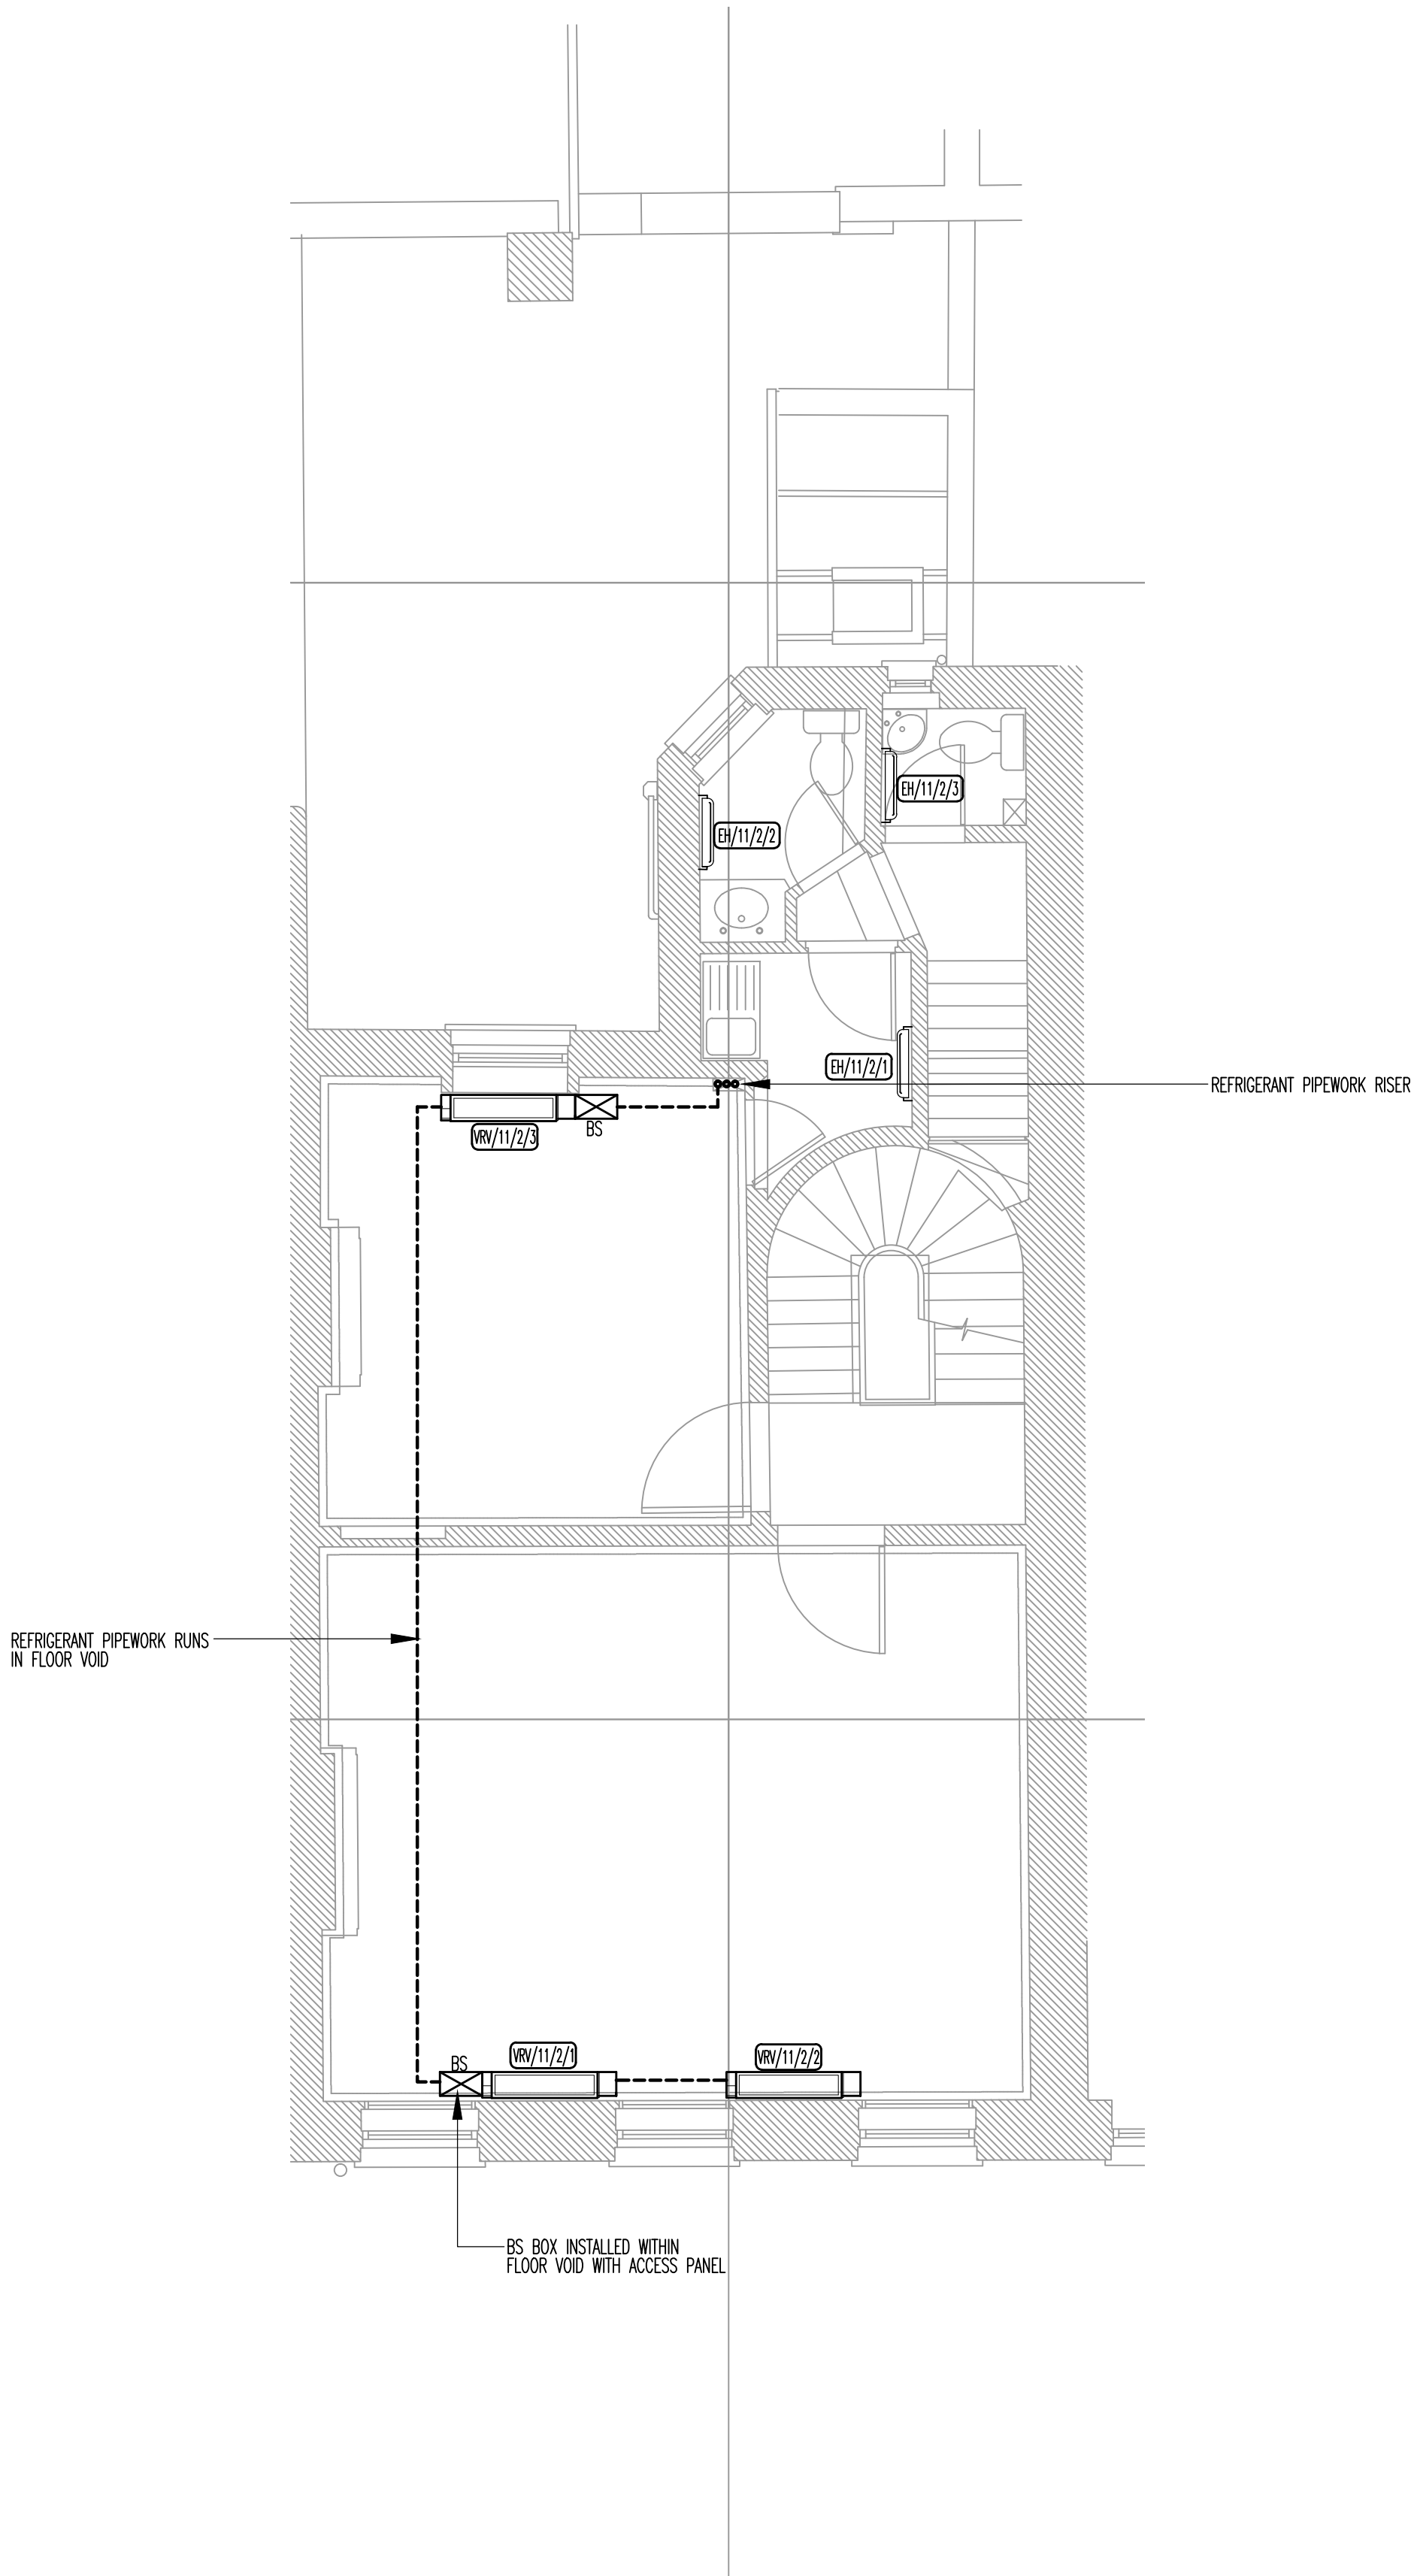 EH/11/2/3
EH/11/2/2
EH/11/2/1
REFRIGERANT PIPEWORK RISER
BS
VRV/11/2/3
REFRIGERANT PIPEWORK RUNS
IN FLOOR VOID
BS
VRV/11/2/1
VRV/11/2/2
BS BOX INSTALLED WITHIN
FLOOR VOID WITH ACCESS PANEL